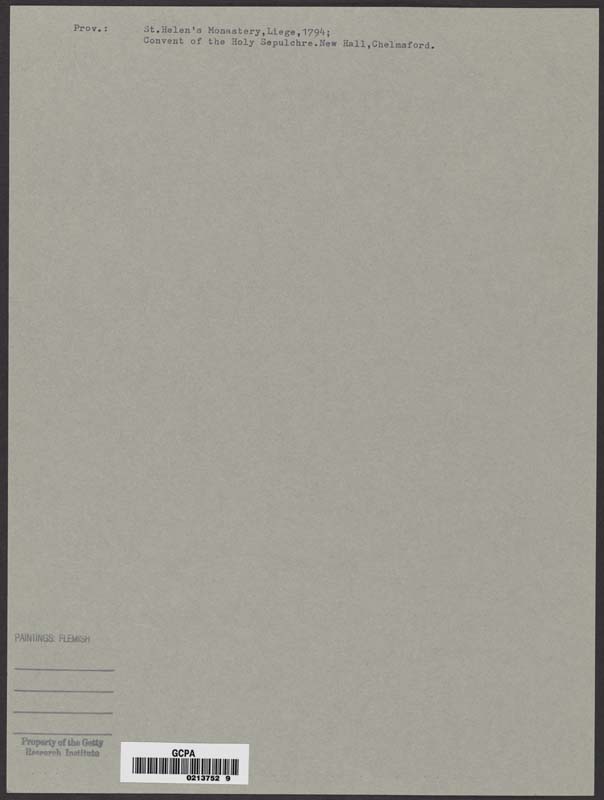 Prov.: St.Helen's Monastery,Liege,1794;
Convent of the Holy Sepulchre.New Hall,Chelmsford.
PAINTINGS: FLEMISH
Property of the Getty
Research Institute
GCPA
0213752 9